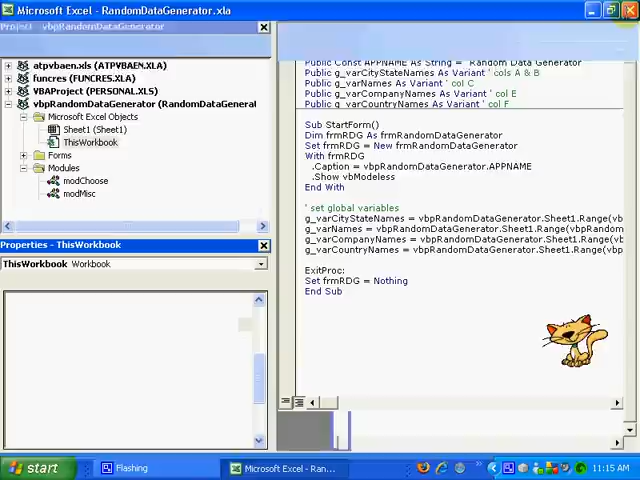 Microsoft Excel - RandomDataGenerator.xla
Project - vbpRandomDataGenerator
atpvbaen.xls (ATPVBAEN.XLA)
funcres (FUNCRES.XLA)
VBAProject (PERSONAL.XLS)
vbpRandomDataGenerator (RandomDataGeneral
Microsoft Excel Objects
Sheet1 (Sheet1)
ThisWorkbook
Forms
Modules
modChoose
modMisc
Properties - ThisWorkbook
ThisWorkbook Workbook
Public Const APPNAME As String = "Random Data Generator"
Public g_varCityStateNames As Variant ' cols A & B
Public g_varNames As Variant ' col C
Public g_varCompanyNames As Variant ' col E
Public g_varCountryNames As Variant ' col F
Sub StartForm()
Dim frmRDG As frmRandomDataGenerator
Set frmRDG = New frmRandomDataGenerator
With frmRDG
.Caption = vbpRandomDataGenerator.APPNAME
.Show vbModeless
End With
' set global variables
g_varCityStateNames = vbpRandomDataGenerator.Sheet1.Range(vb
g_varNames = vbpRandomDataGenerator.Sheet1.Range(vbpRandom
g_varCompanyNames = vbpRandomDataGenerator.Sheet1.Range(vb
g_varCountryNames = vbpRandomDataGenerator.Sheet1.Range(vbp
ExitProc:
Set frmRDG = Nothing
End Sub
start
Flashing
Microsoft Excel - Ran...
11:15 AM